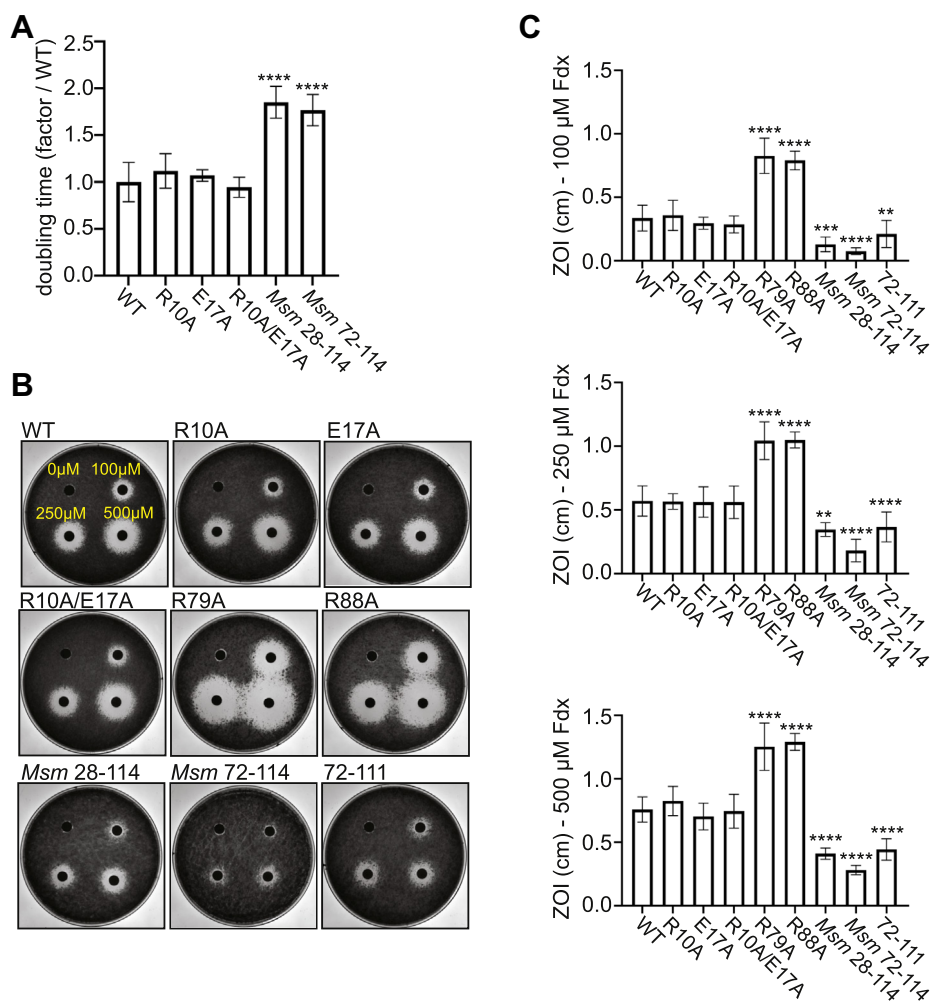 A
doubling time (factor / WT)
2.5
2.0
1.5
1.0
0.5
0.0
**** ****
WT
R10A
E17A
R10A/E17A
Msm 28-114
Msm 72-114
B
WT
R10A
E17A
0µM 100µM
250µM 500µM
R10A/E17A
R79A
R88A
Msm 28-114
Msm 72-114
72-111
C
ZOI (cm) - 100 µM Fdx
1.5
1.0
0.5
0.0
**** **** *** **** **
WT
R10A
E17A
R10A/E17A
R79A
R88A
Msm 28-114
Msm 72-114
72-111
ZOI (cm) - 250 µM Fdx
1.5
1.0
0.5
0.0
**** **** ** **** ****
WT
R10A
E17A
R10A/E17A
R79A
R88A
Msm 28-114
Msm 72-114
72-111
ZOI (cm) - 500 µM Fdx
1.5
1.0
0.5
0.0
**** **** **** **** ****
WT
R10A
E17A
R10A/E17A
R79A
R88A
Msm 28-114
Msm 72-114
72-111